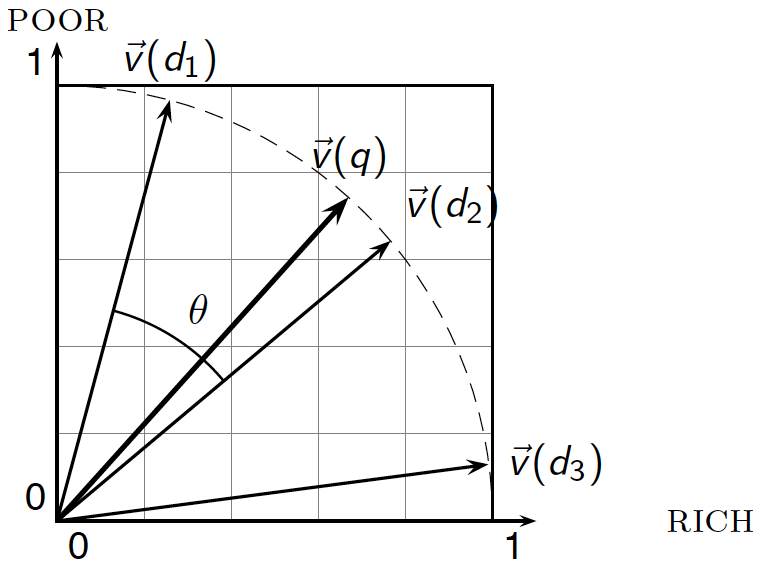 POOR
1
v⃗(d₁)
v⃗(q)
v⃗(d₂)
θ
v⃗(d₃)
0
0
1
RICH